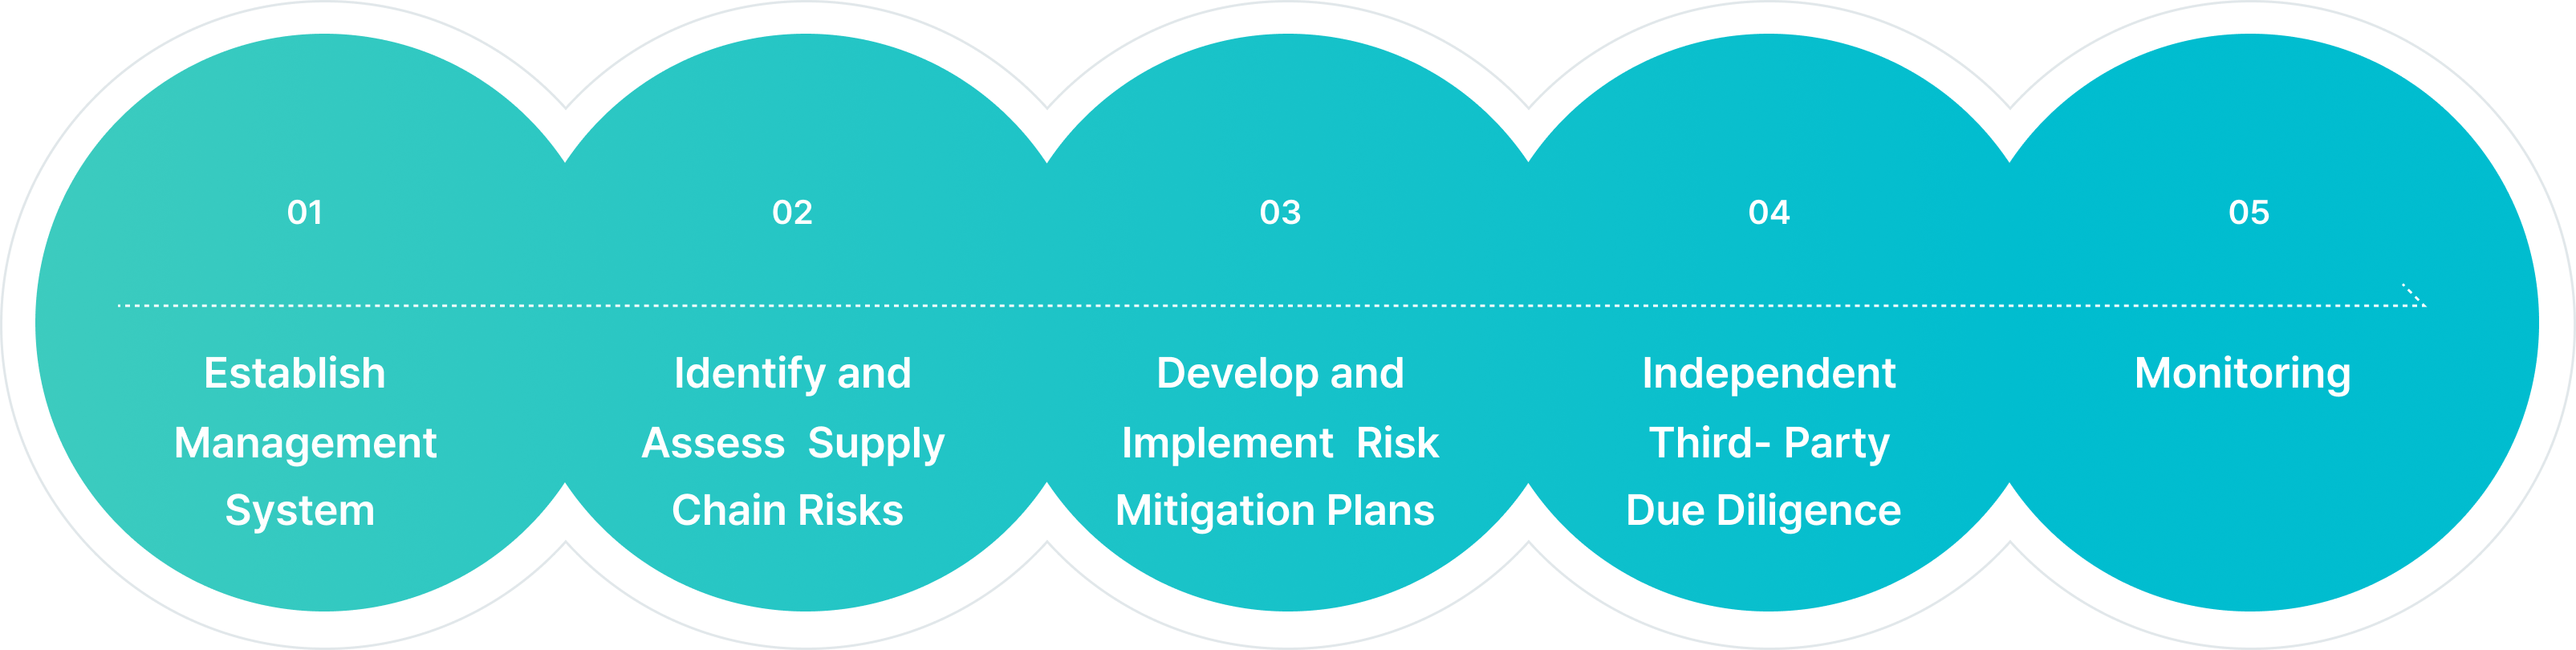 01
Establish
Management
System
02
Identify and
Assess Supply
Chain Risks
03
Develop and
Implement Risk
Mitigation Plans
04
Independent
Third- Party
Due Diligence
05
Monitoring